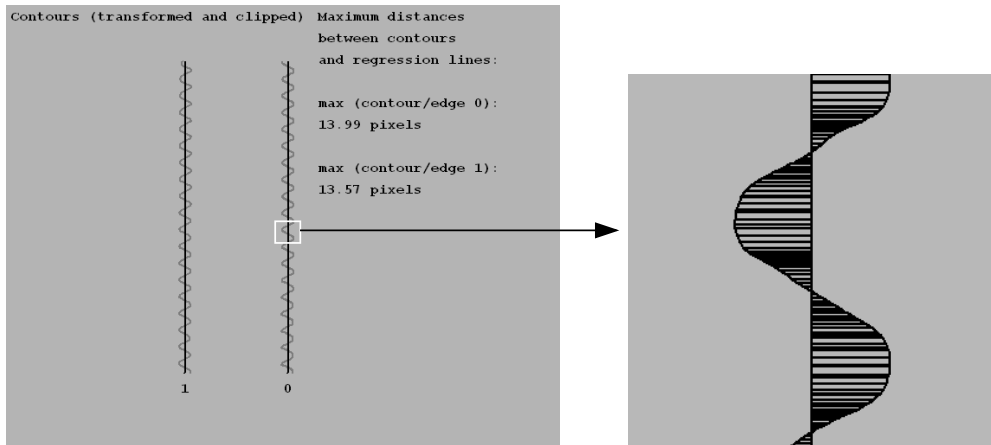 Contours (transformed and clipped)
Maximum distances
between contours
and regression lines:
max (contour/edge 0):
13.99 pixels
max (contour/edge 1):
13.57 pixels
1 0